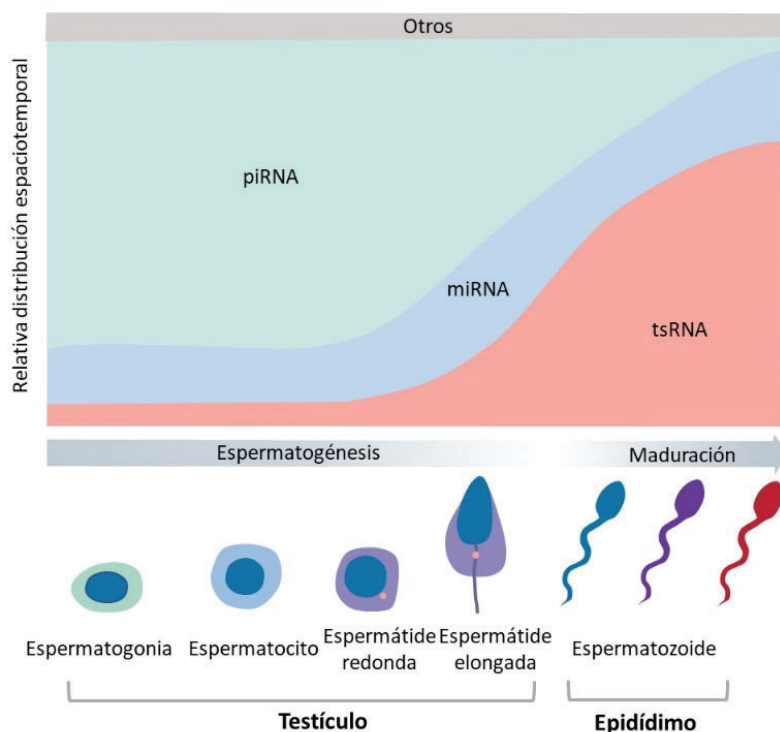 Otros
Relativa distribución espaciotemporal
piRNA
miRNA
tsRNA
Espermatogénesis
Maduración
Espermatogonia
Espermatocito
Espermátide
redonda
Espermátide
elongada
Espermatozoide
Testículo
Epidídimo